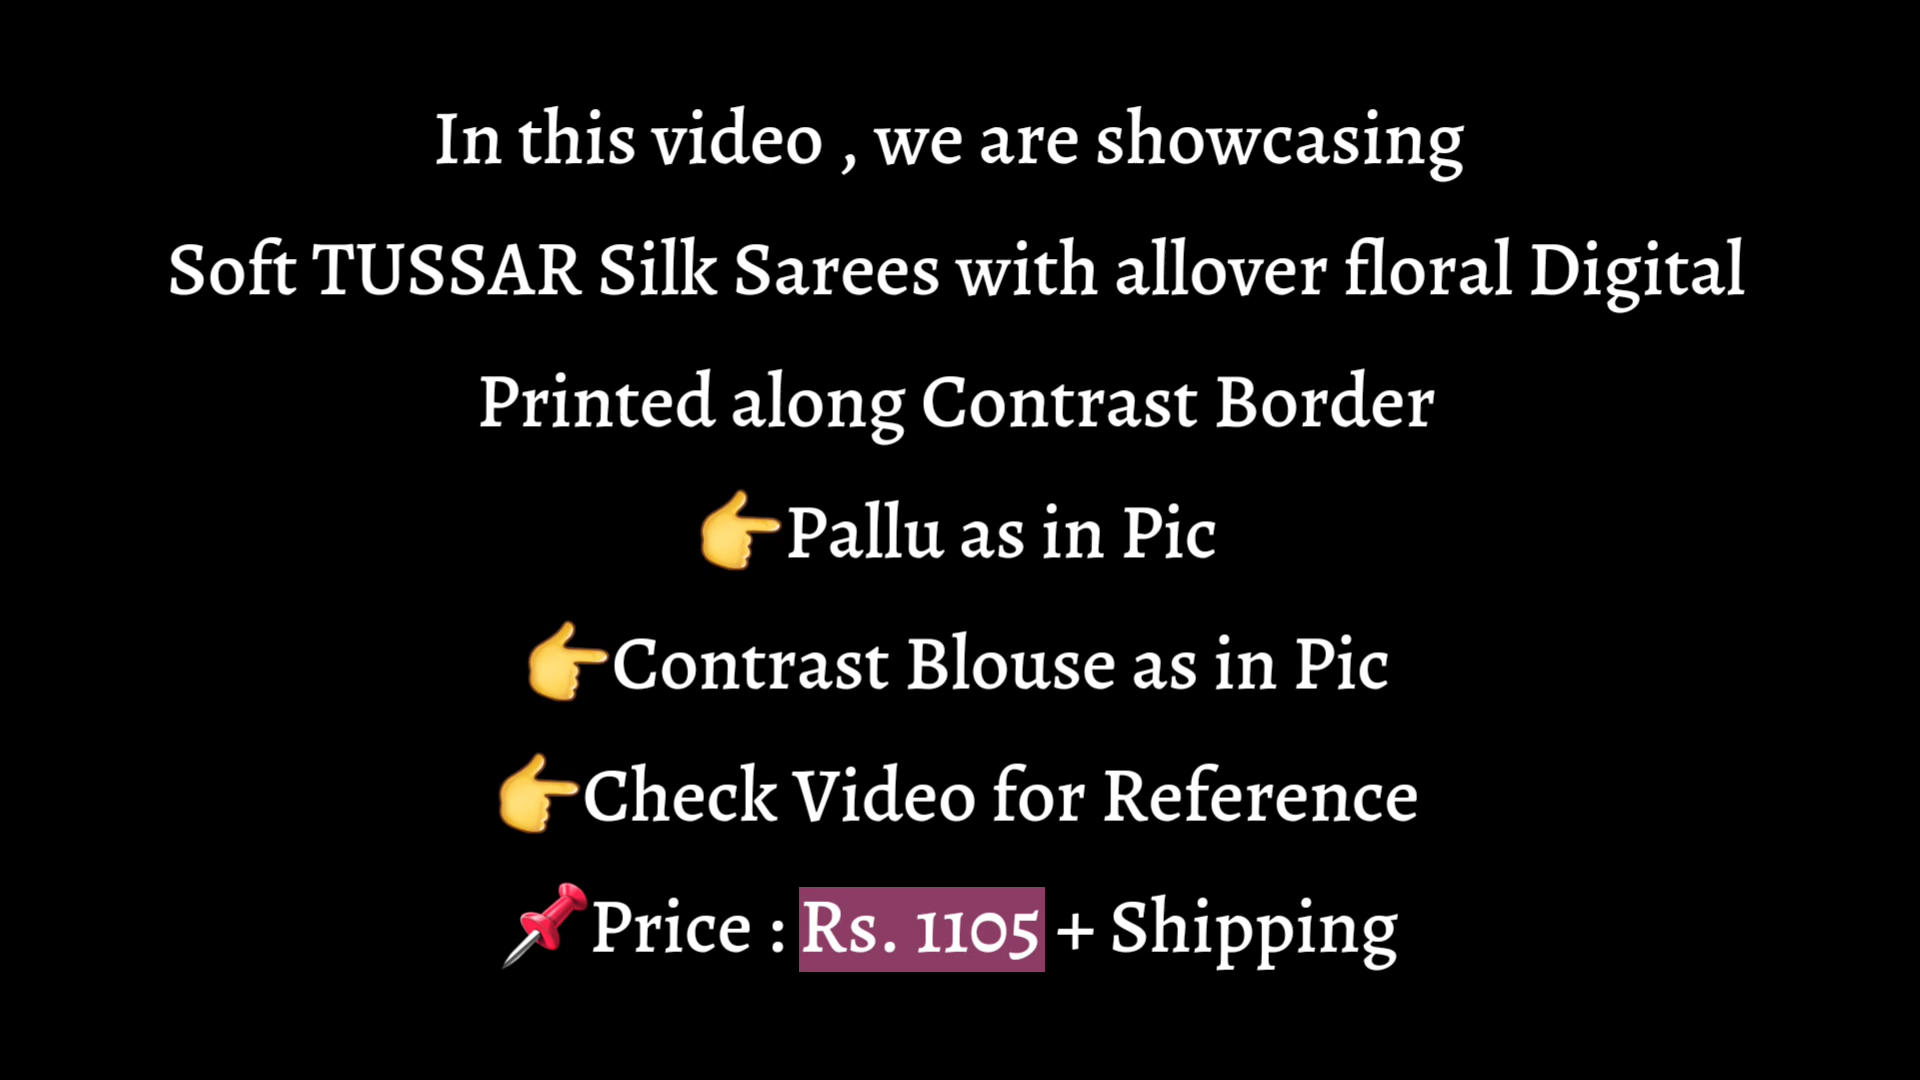 In this video , we are showcasing
Soft TUSSAR Silk Sarees with allover floral Digital
Printed along Contrast Border
👉Pallu as in Pic
👉Contrast Blouse as in Pic
👉Check Video for Reference
📌Price : Rs. 1105 + Shipping